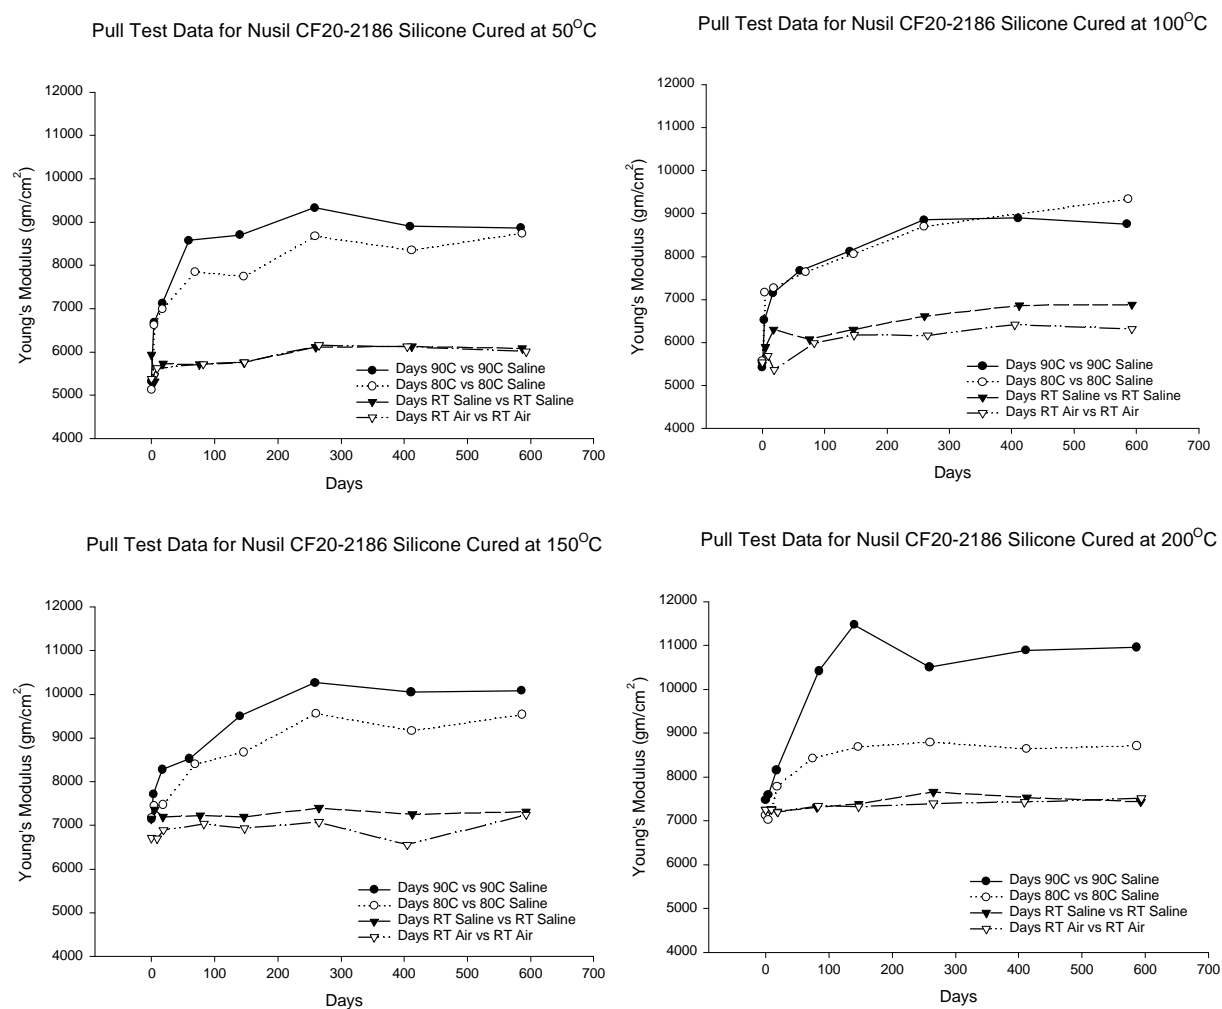 Pull Test Data for Nusil CF20-2186 Silicone Cured at 50ᴼC
12000
11000
10000
9000
8000
7000
6000
5000
4000
Young's Modulus (gm/cm²)
Days 90C vs 90C Saline
Days 80C vs 80C Saline
Days RT Saline vs RT Saline
Days RT Air vs RT Air
0 100 200 300 400 500 600 700
Days
Pull Test Data for Nusil CF20-2186 Silicone Cured at 100ᴼC
12000
11000
10000
9000
8000
7000
6000
5000
4000
Young's Modulus (gm/cm²)
Days 90C vs 90C Saline
Days 80C vs 80C Saline
Days RT Saline vs RT Saline
Days RT Air vs RT Air
0 100 200 300 400 500 600 700
Days
Pull Test Data for Nusil CF20-2186 Silicone Cured at 150ᴼC
12000
11000
10000
9000
8000
7000
6000
5000
4000
Young's Modulus (gm/cm²)
Days 90C vs 90C Saline
Days 80C vs 80C Saline
Days RT Saline vs RT Saline
Days RT Air vs RT Air
0 100 200 300 400 500 600 700
Days
Pull Test Data for Nusil CF20-2186 Silicone Cured at 200ᴼC
12000
11000
10000
9000
8000
7000
6000
5000
4000
Young's Modulus (gm/cm²)
Days 90C vs 90C Saline
Days 80C vs 80C Saline
Days RT Saline vs RT Saline
Days RT Air vs RT Air
0 100 200 300 400 500 600 700
Days